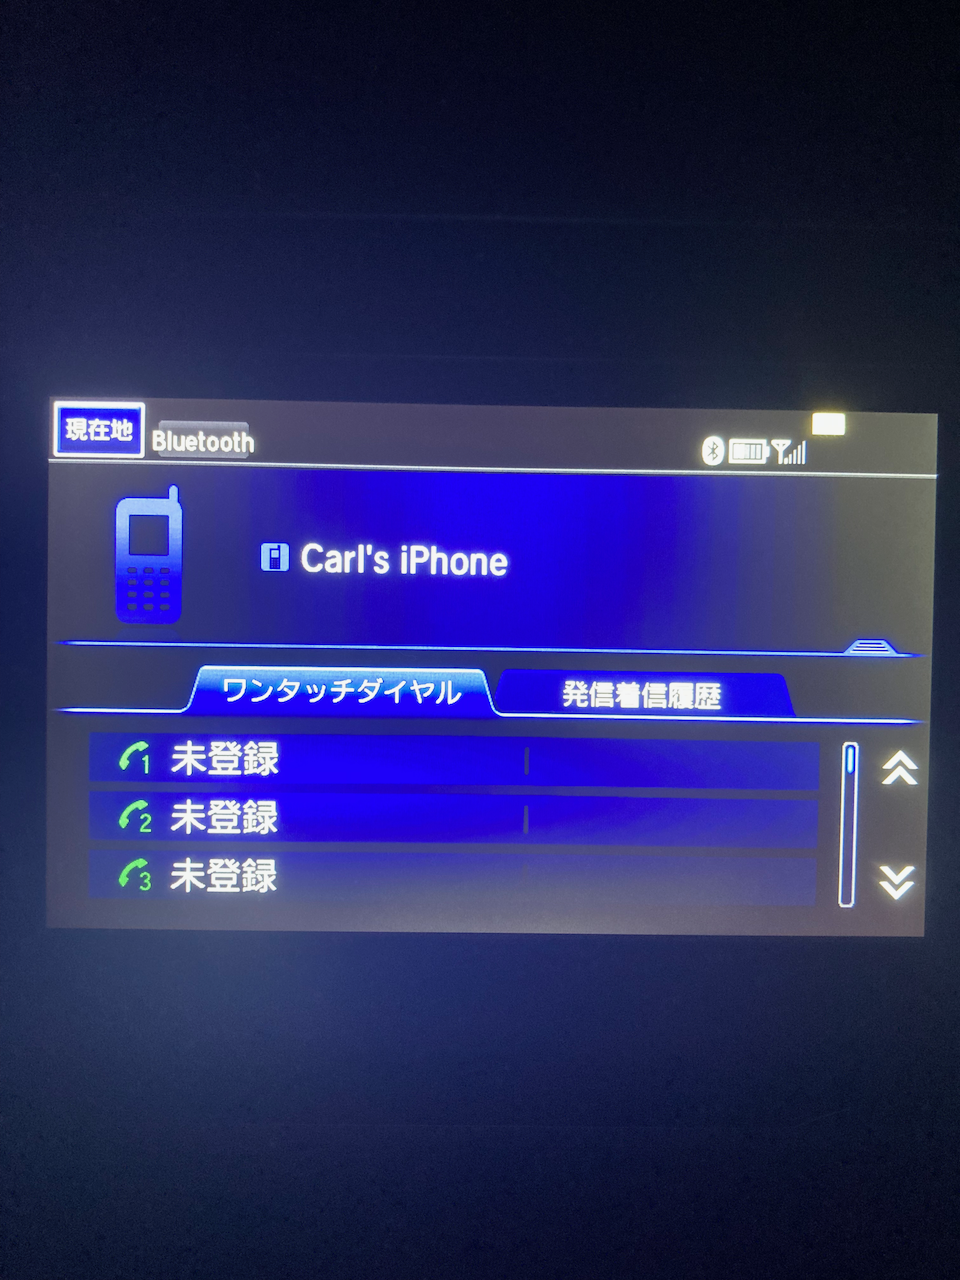 現在地 Bluetooth
Carl's iPhone
ワンタッチダイヤル 発信着信履歴
1 未登録
2 未登録
3 未登録